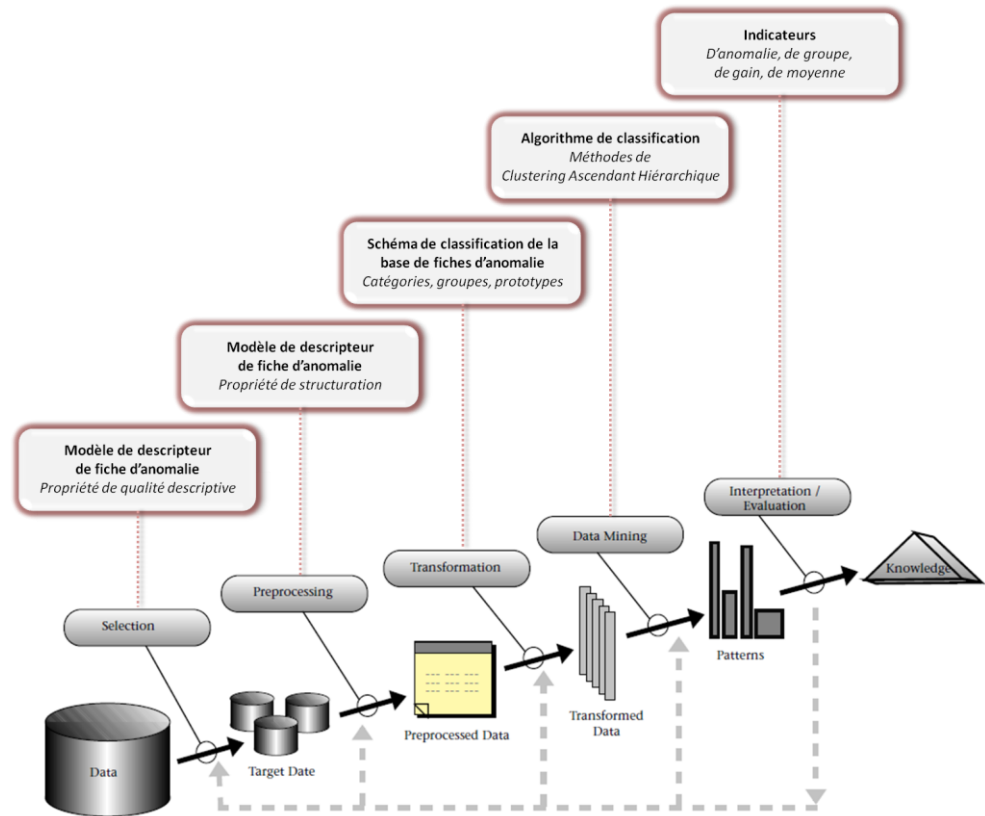 Indicateurs
D'anomalie, de groupe,
de gain, de moyenne
Algorithme de classification
Méthodes de
Clustering Ascendant Hiérarchique
Schéma de classification de la
base de fiches d'anomalie
Catégories, groupes, prototypes
Modèle de descripteur
de fiche d'anomalie
Propriété de structuration
Modèle de descripteur
de fiche d'anomalie
Propriété de qualité descriptive
Interpretation /
Evaluation
Data Mining
Transformation
Preprocessing
Selection
Knowledge
Patterns
Transformed
Data
Preprocessed Data
Target Date
Data